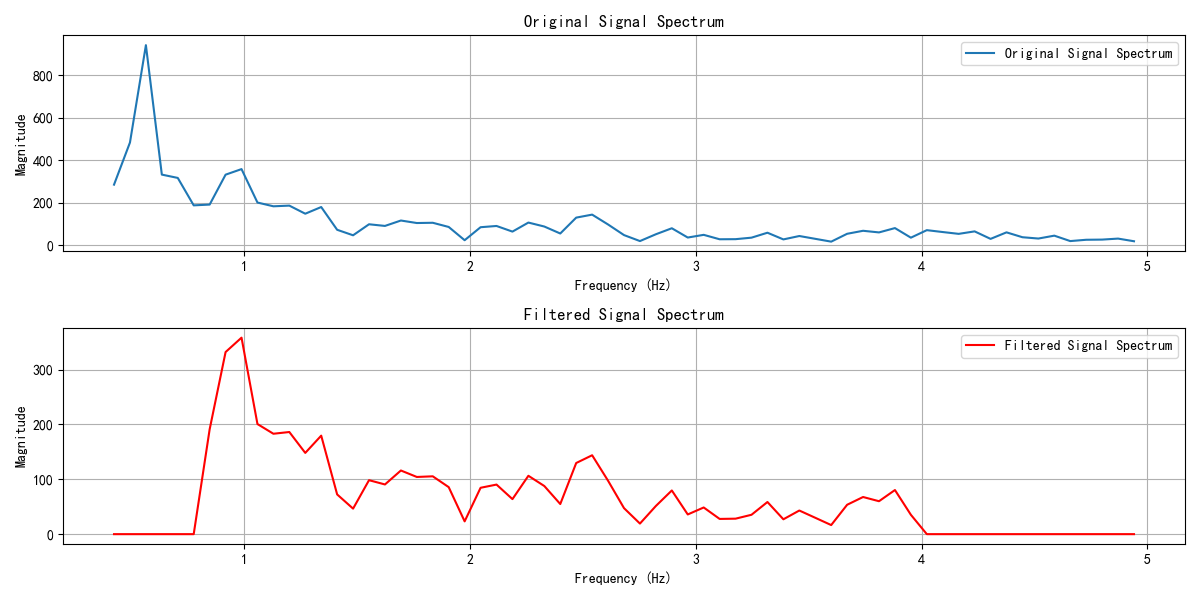 Original Signal Spectrum
Original Signal Spectrum
Magnitude
800
600
400
200
0
1 2 3 4 5
Frequency (Hz)
Filtered Signal Spectrum
Filtered Signal Spectrum
Magnitude
300
200
100
0
1 2 3 4 5
Frequency (Hz)